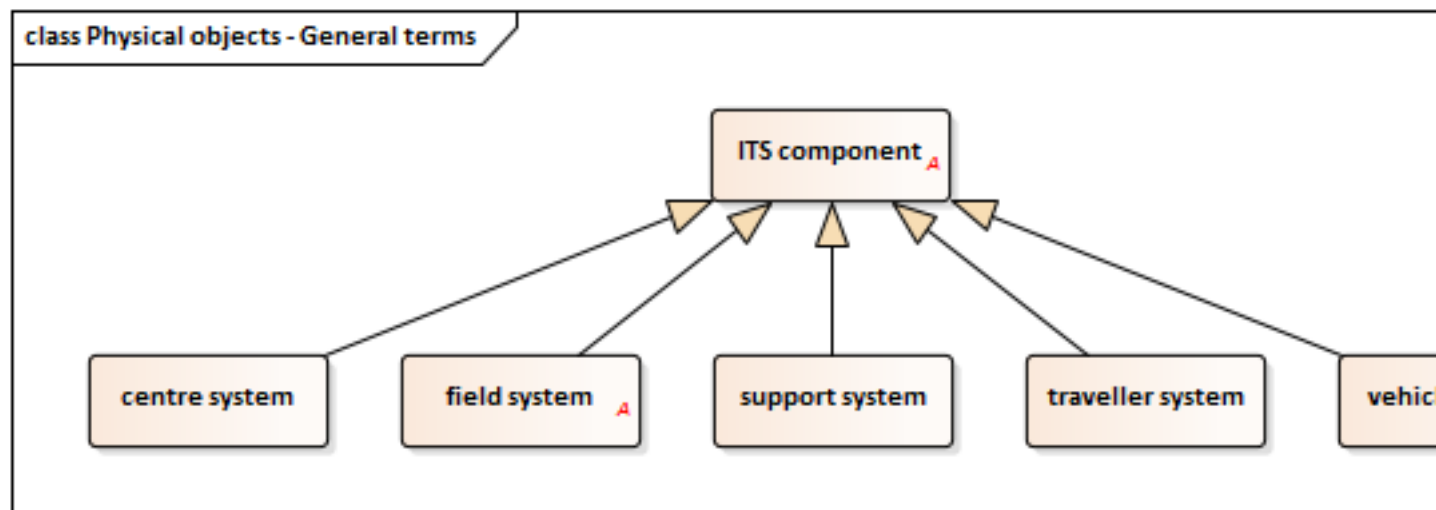 class Physical objects - General terms
ITS component
A
centre system
field system
A
support system
traveller system